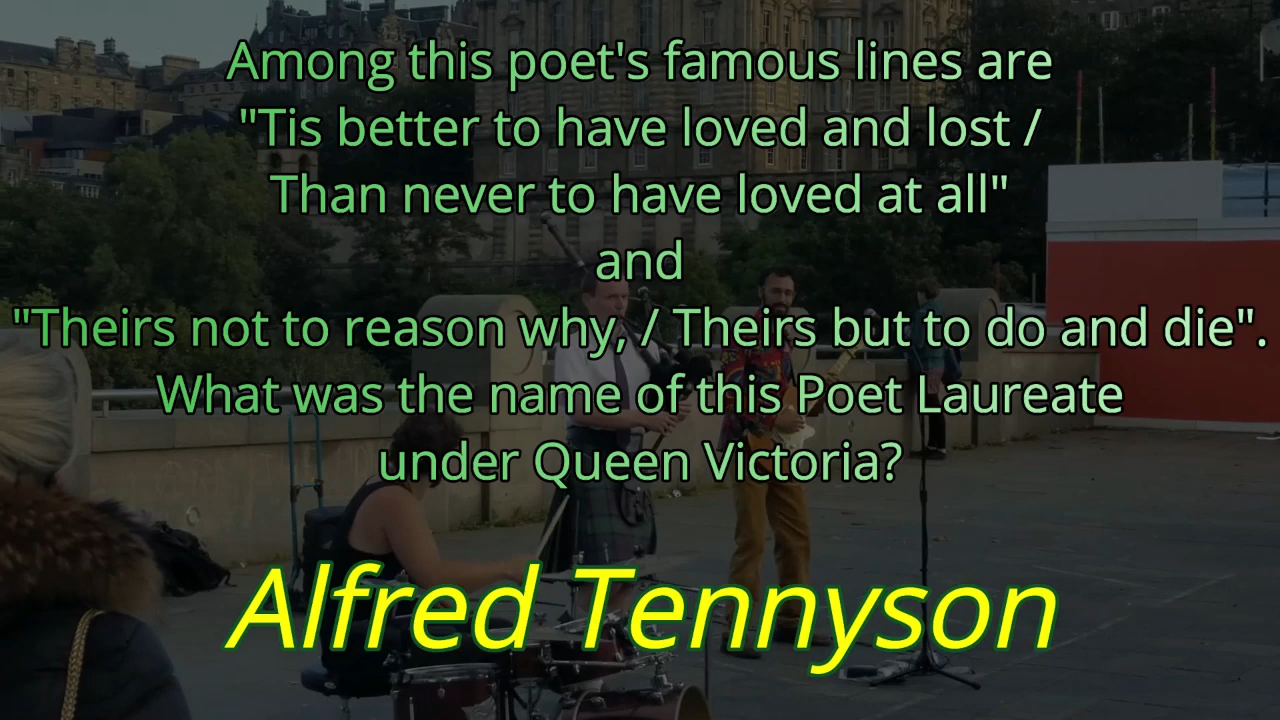 Among this poet's famous lines are
"Tis better to have loved and lost /
Than never to have loved at all"
and
"Theirs not to reason why, / Theirs but to do and die".
What was the name of this Poet Laureate
under Queen Victoria?
Alfred Tennyson